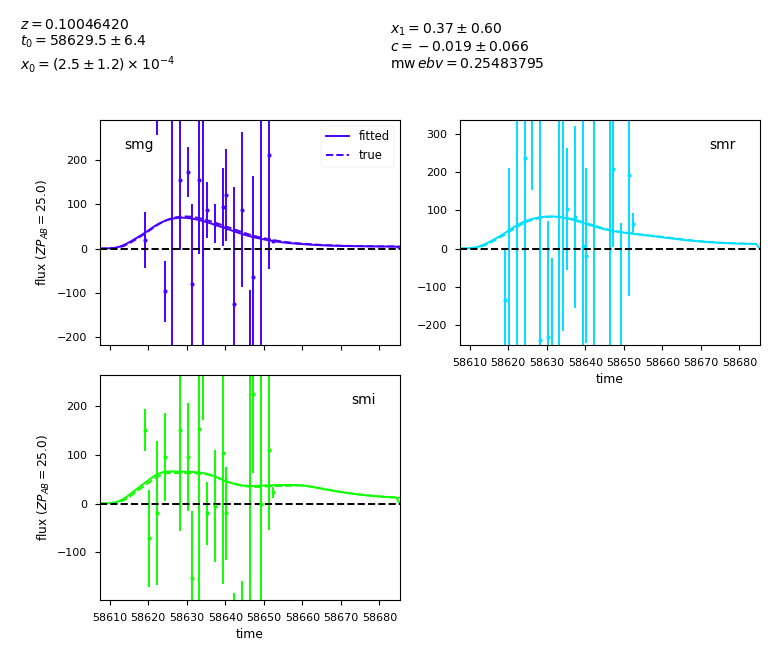 z = 0.10046420
t0 = 58629.5 ± 6.4
x0 = (2.5 ± 1.2) × 10^−4
x1 = 0.37 ± 0.60
c = −0.019 ± 0.066
mw ebv = 0.25483795
smg
fitted
true
flux (ZP_AB = 25.0)
200
100
0
−100
−200
smr
300
200
100
0
−100
−200
58610 58620 58630 58640 58650 58660 58670 58680
time
smi
flux (ZP_AB = 25.0)
200
100
0
−100
58610 58620 58630 58640 58650 58660 58670 58680
time